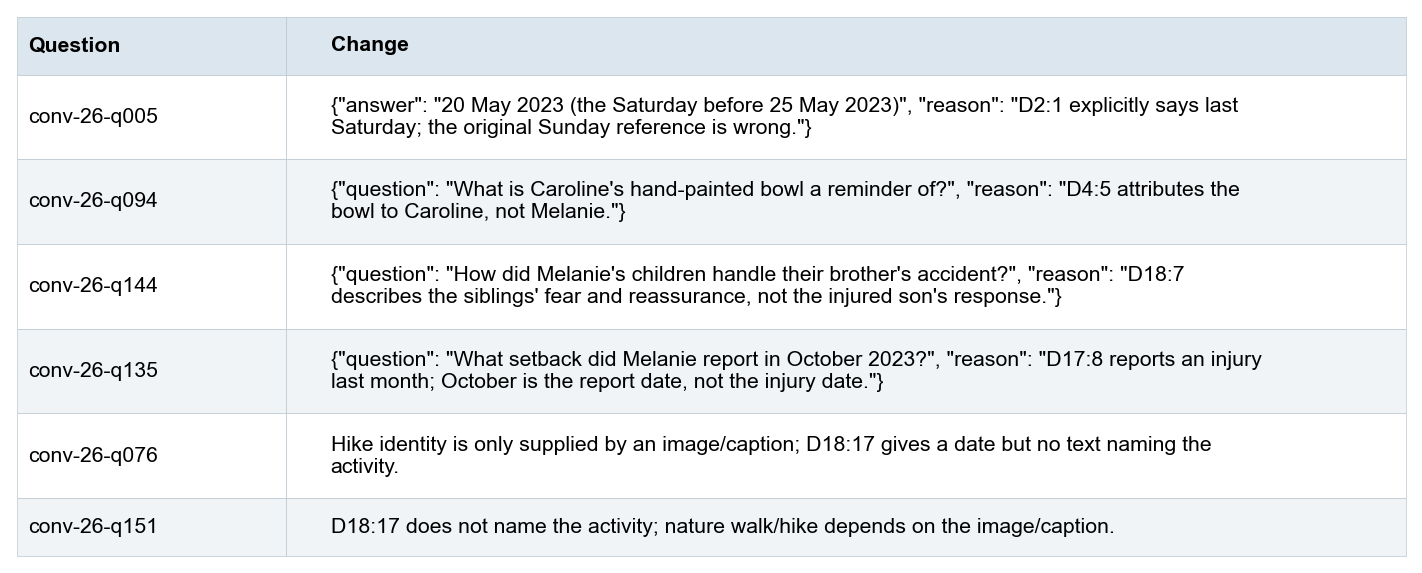 Question Change
conv-26-q005
{"answer": "20 May 2023 (the Saturday before 25 May 2023)", "reason": "D2:1 explicitly says last
Saturday; the original Sunday reference is wrong."}
conv-26-q094
{"question": "What is Caroline's hand-painted bowl a reminder of?", "reason": "D4:5 attributes the
bowl to Caroline, not Melanie."}
conv-26-q144
{"question": "How did Melanie's children handle their brother's accident?", "reason": "D18:7
describes the siblings' fear and reassurance, not the injured son's response."}
conv-26-q135
{"question": "What setback did Melanie report in October 2023?", "reason": "D17:8 reports an injury
last month; October is the report date, not the injury date."}
conv-26-q076
Hike identity is only supplied by an image/caption; D18:17 gives a date but no text naming the
activity.
conv-26-q151
D18:17 does not name the activity; nature walk/hike depends on the image/caption.